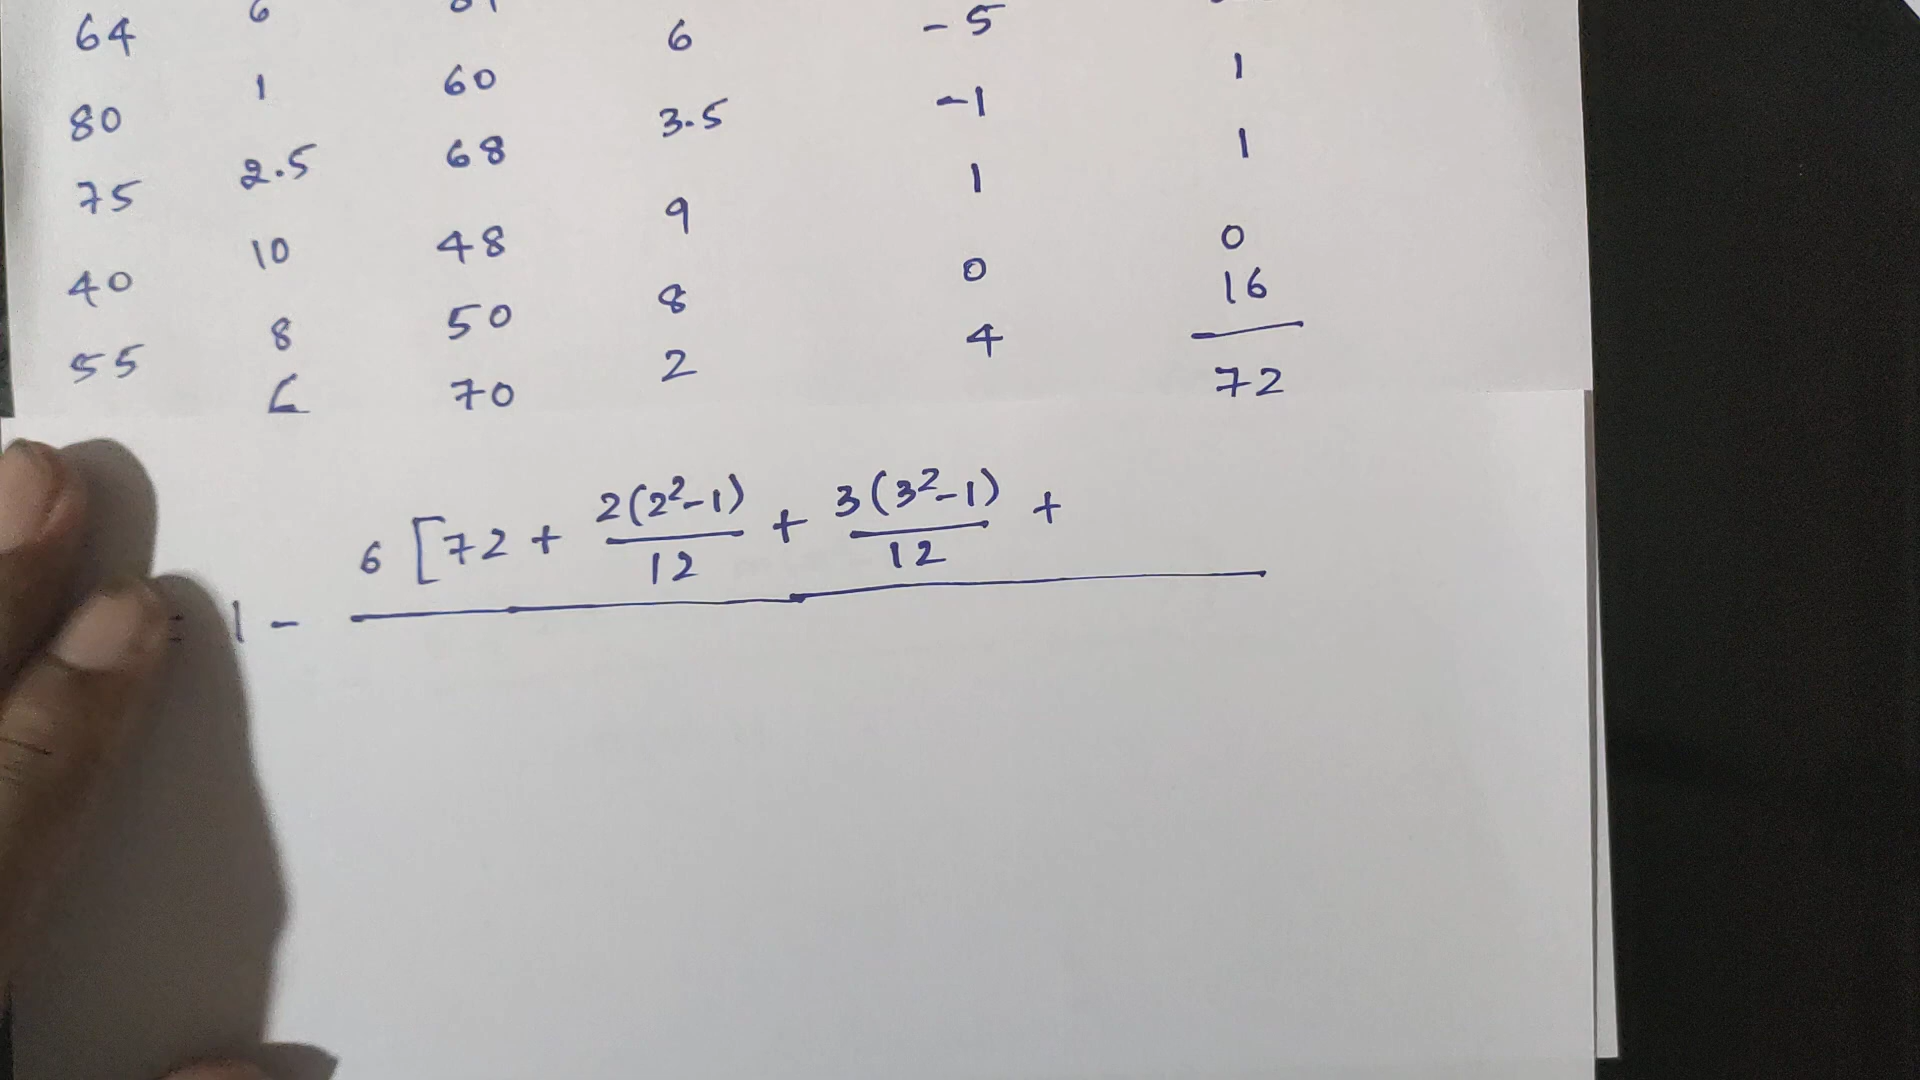 64 6 6 -5
80 1 60 3.5 -1 1
75 2.5 68 9 1 1
40 10 48 8 0 0
55 8 50 2 4 16
6 70 72
6 [72 + 2(2²-1)/12 + 3(3²-1)/12 +
= 1 -